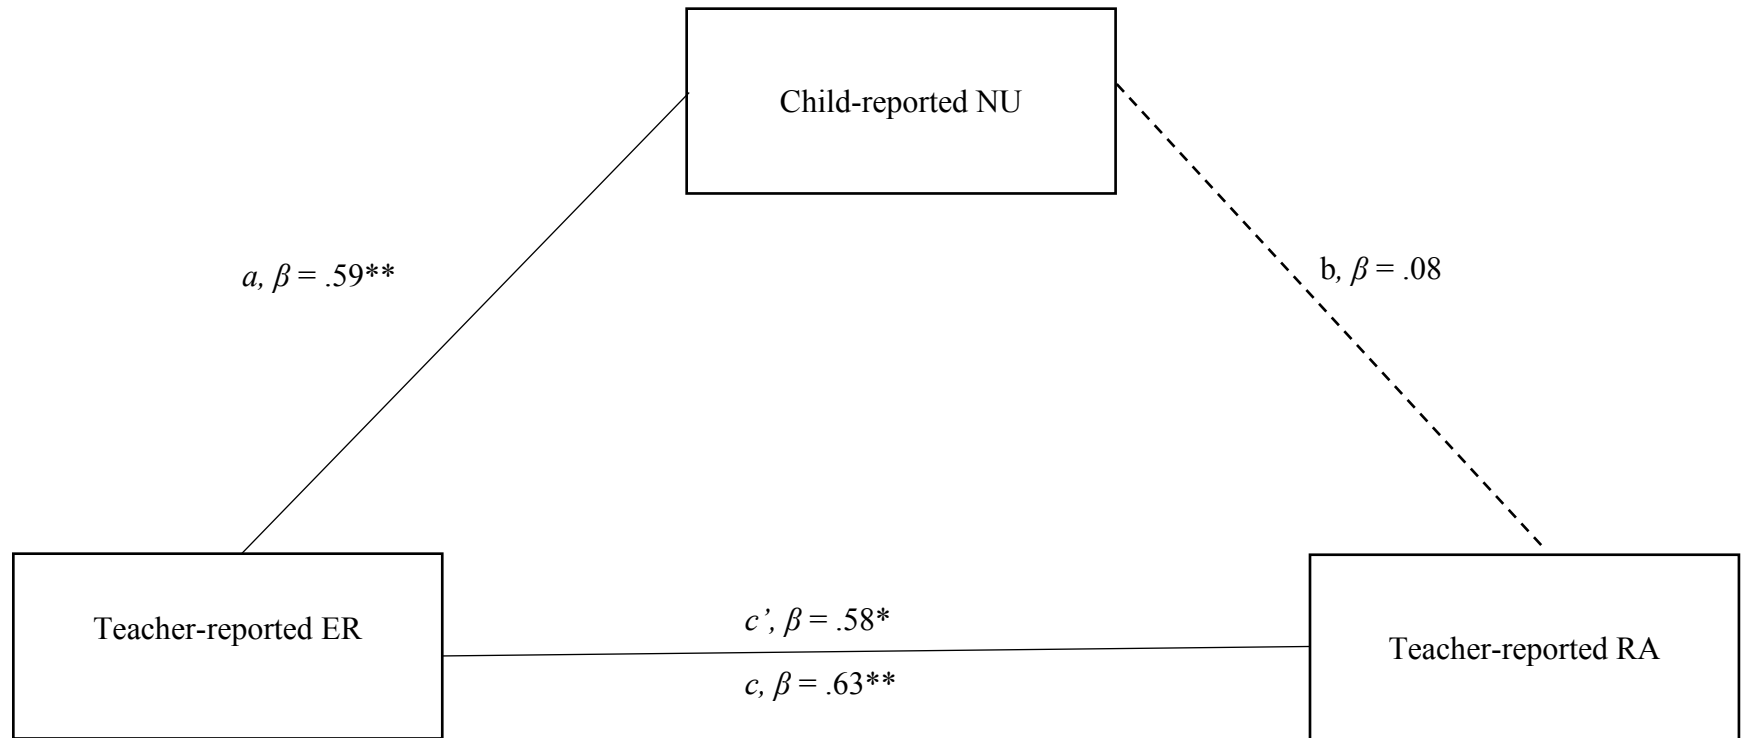 Child-reported NU
a, β = .59**
b, β = .08
Teacher-reported ER
c’, β = .58*
c, β = .63**
Teacher-reported RA